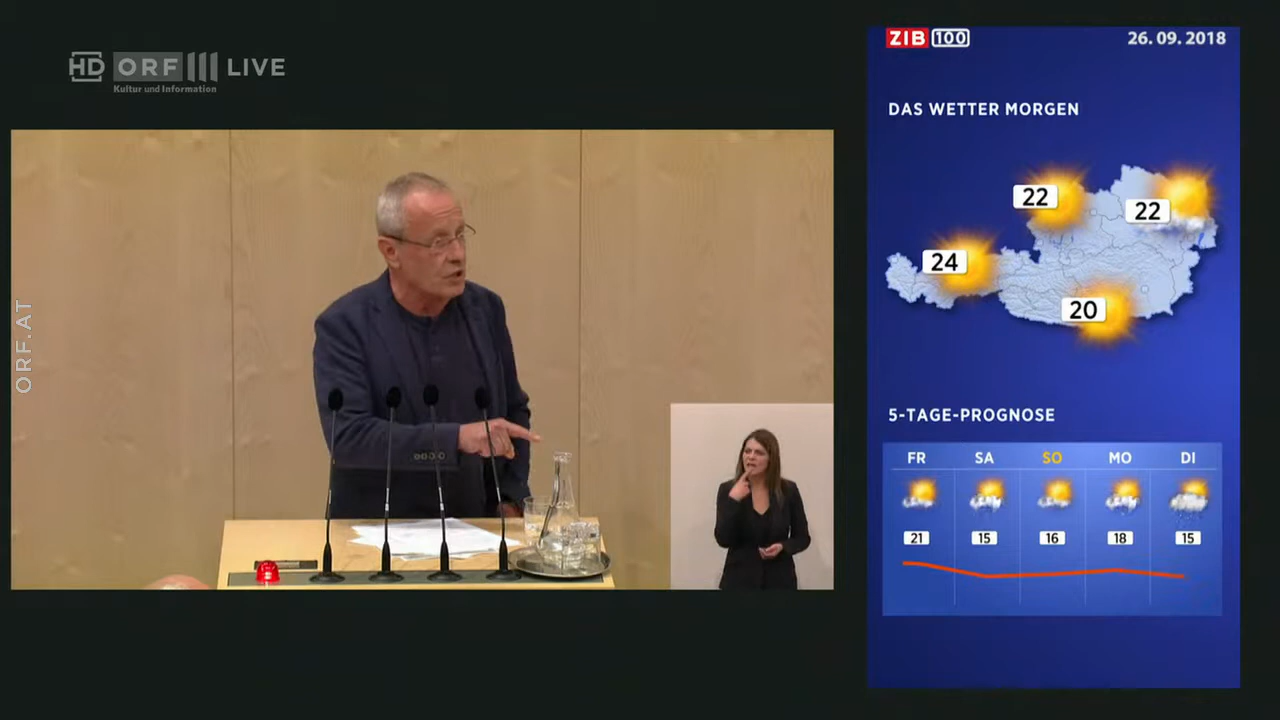 HD ORF III LIVE
Kultur und Information
ORF.AT
ZIB 100
26. 09. 2018
DAS WETTER MORGEN
22
22
24
20
5-TAGE-PROGNOSE
FR SA SO MO DI
21 15 16 18 15